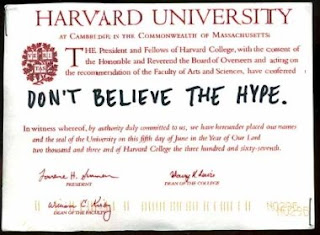 HARVARD UNIVERSITY
AT CAMBRIDGE IN THE COMMONWEALTH OF MASSACHUSETTS
THE President and Fellows of Harvard College, with the consent of
the Honorable and Reverend the Board of Overseers and acting on
the recommendation of the Faculty of Arts and Sciences, have conferred
DON'T BELIEVE THE HYPE.
In witness whereof, by authority duly committed to us, we have hereunder placed our names
and the seal of the University on this fifth day of June in the Year of Our Lord
two thousand and three and of Harvard College the three hundred and sixty-seventh.
PRESIDENT
DEAN OF THE COLLEGE
DEAN OF THE FACULTY